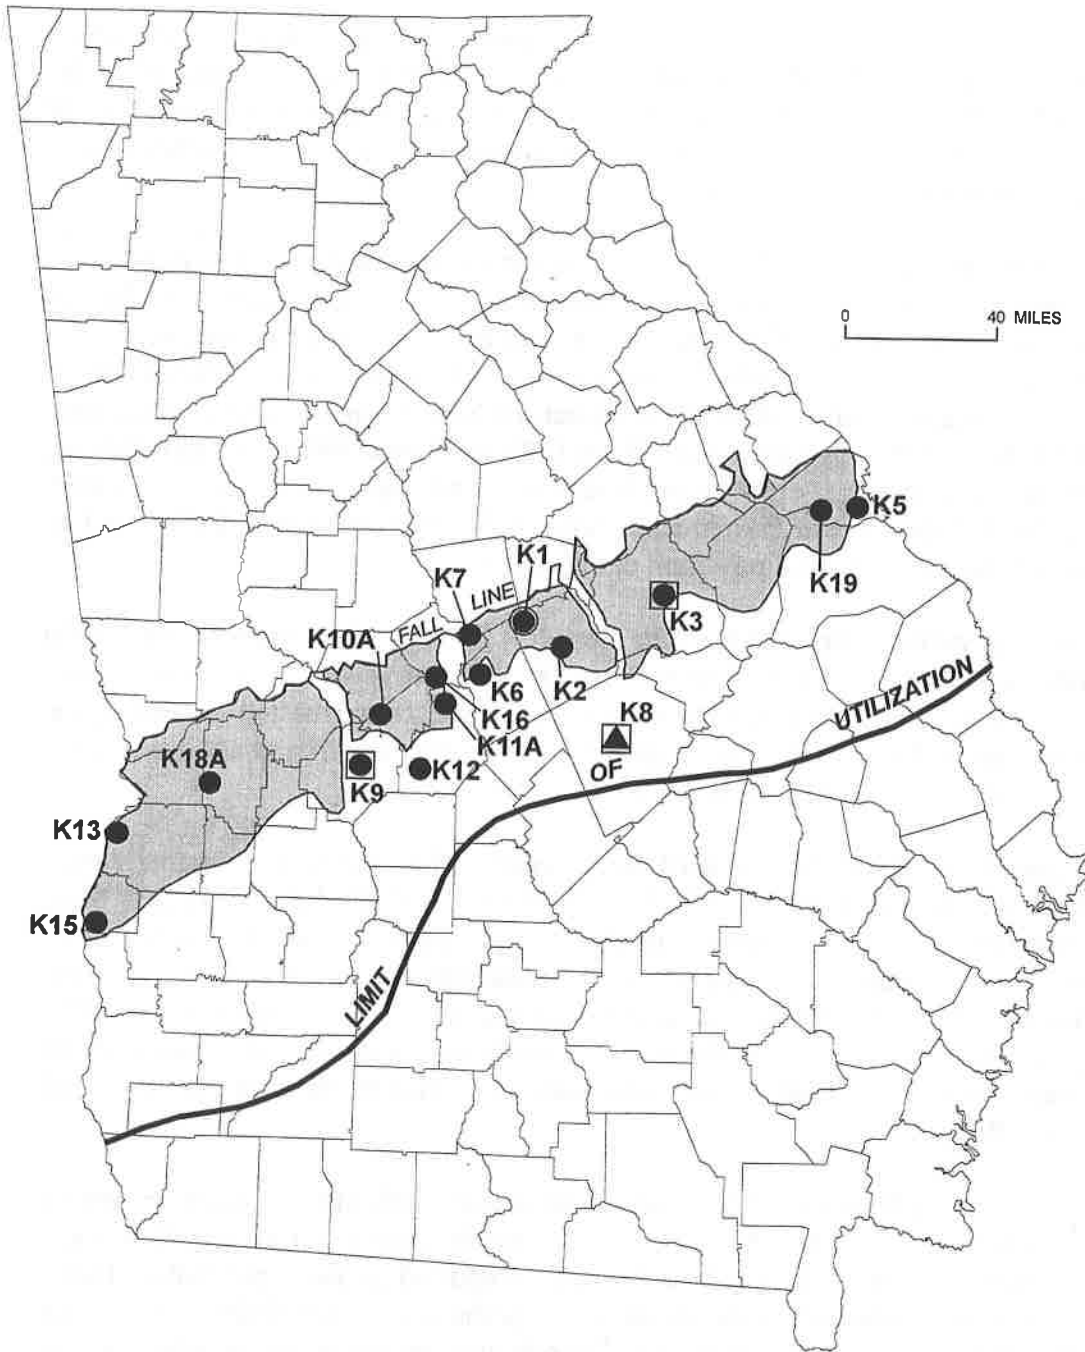 0 40 MILES
K5
K1
K19
K7
LINE
K3
FALL
K10A
K6
K2
K16
UTILIZATION
K8
K11A
K18A
K12
OF
K9
K13
K15
LIMIT